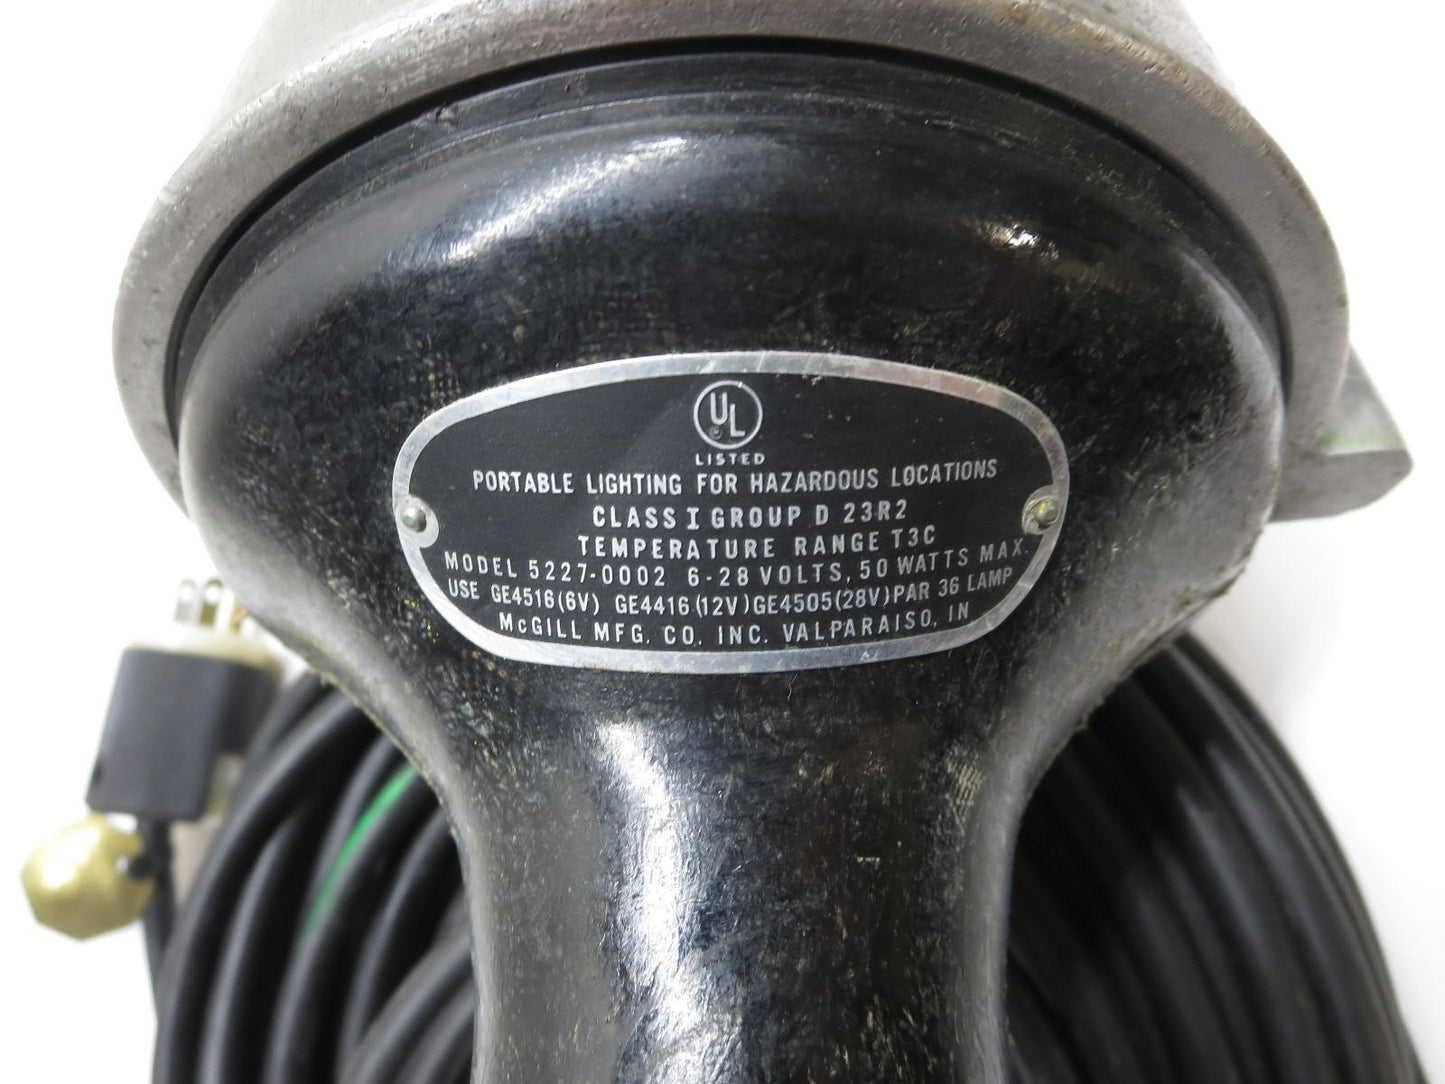 UL
LISTED
PORTABLE LIGHTING FOR HAZARDOUS LOCATIONS
CLASS I GROUP D 23R2
TEMPERATURE RANGE T3C
MODEL 5227-0002 6-28 VOLTS, 50 WATTS MAX.
USE GE4516(6V) GE4416(12V)GE4505(28V)PAR 36 LAMP
McGILL MFG. CO. INC. VALPARAISO, IN